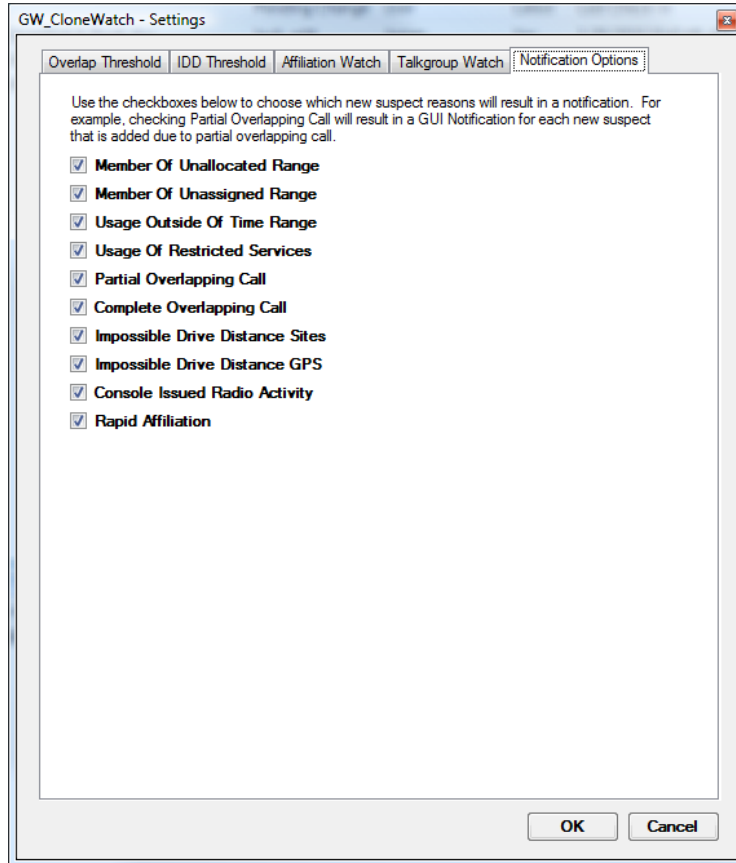 GW_CloneWatch - Settings
Overlap Threshold IDD Threshold Affiliation Watch Talkgroup Watch Notification Options
Use the checkboxes below to choose which new suspect reasons will result in a notification. For
example, checking Partial Overlapping Call will result in a GUI Notification for each new suspect
that is added due to partial overlapping call.
Member Of Unallocated Range
Member Of Unassigned Range
Usage Outside Of Time Range
Usage Of Restricted Services
Partial Overlapping Call
Complete Overlapping Call
Impossible Drive Distance Sites
Impossible Drive Distance GPS
Console Issued Radio Activity
Rapid Affiliation
OK Cancel